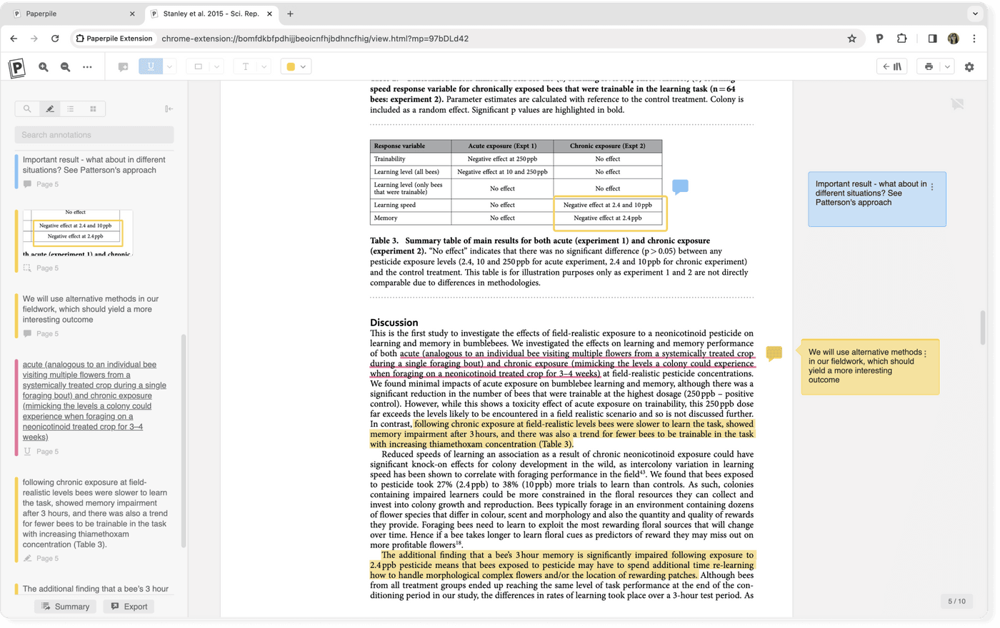 Paperpile
Stanley et al. 2015 - Sci. Rep.
Paperpile Extension
chrome-extension://bomfdkbfpdhijjbeoicnfhjbdhncfhig/view.html?mp=97bDLd42
Search annotations
Important result - what about in different
situations? See Patterson's approach
Page 5
No effect
Negative effect at 2.4 and 10 ppb
Negative effect at 2.4 ppb
th acute (experiment 1) and chronic
Page 5
We will use alternative methods in our
fieldwork, which should yield a more
interesting outcome
Page 5
acute (analogous to an individual bee
visiting multiple flowers from a
systemically treated crop during a single
foraging bout) and chronic exposure
(mimicking the levels a colony could
experience when foraging on a
neonicotinoid treated crop for 3–4
weeks)
Page 5
following chronic exposure at field-
realistic levels bees were slower to learn
the task, showed memory impairment
after 3 hours, and there was also a trend
for fewer bees to be trainable in the task
with increasing thiamethoxam
concentration (Table 3).
Page 5
The additional finding that a bee's 3 hour
Summary
Export
speed response variable for chronically exposed bees that were trainable in the learning task (n = 64
bees: experiment 2). Parameter estimates are calculated with reference to the control treatment. Colony is
included as a random effect. Significant p values are highlighted in bold.
Response variable Acute exposure (Expt 1) Chronic exposure (Expt 2)
Trainability Negative effect at 250 ppb No effect
Learning level (all bees) Negative effect at 10 and 250 ppb No effect
Learning level (only bees
that were trainable) No effect No effect
Learning speed No effect Negative effect at 2.4 and 10 ppb
Memory No effect Negative effect at 2.4 ppb
Table 3. Summary table of main results for both acute (experiment 1) and chronic exposure
(experiment 2). “No effect” indicates that there was no significant difference (p > 0.05) between any
pesticide exposure levels (2.4, 10 and 250 ppb for acute experiment, 2.4 and 10 ppb for chronic experiment)
and the control treatment. This table is for illustration purposes only as experiment 1 and 2 are not directly
comparable due to differences in methodologies.
Discussion
This is the first study to investigate the effects of field-realistic exposure to a neonicotinoid pesticide on
learning and memory in bumblebees. We investigated the effects on learning and memory performance
of both acute (analogous to an individual bee visiting multiple flowers from a systemically treated crop
during a single foraging bout) and chronic exposure (mimicking the levels a colony could experience
when foraging on a neonicotinoid treated crop for 3–4 weeks) at field-realistic pesticide concentrations.
We found minimal impacts of acute exposure on bumblebee learning and memory, although there was a
significant reduction in the number of bees that were trainable at the highest dosage (250 ppb – positive
control). However, while this shows a toxicity effect of acute exposure on trainability, this 250 ppb dose
far exceeds the levels likely to be encountered in a field realistic scenario and so is not discussed further.
In contrast, following chronic exposure at field-realistic levels bees were slower to learn the task, showed
memory impairment after 3 hours, and there was also a trend for fewer bees to be trainable in the task
with increasing thiamethoxam concentration (Table 3).
Reduced speeds of learning an association as a result of chronic neonicotinoid exposure could have
significant knock-on effects for colony development in the wild, as intercolony variation in learning
speed has been shown to correlate with foraging performance in the field43. We found that bees exposed
to pesticide took 27% (2.4 ppb) to 38% (10 ppb) more trials to learn than controls. As such, colonies
containing impaired learners could be more constrained in the floral resources they can collect and
invest into colony growth and reproduction. Bees typically forage in an environment containing dozens
of flower species that differ in colour, scent and morphology and also the quantity and quality of rewards
they provide. Foraging bees need to learn to exploit the most rewarding floral sources that will change
over time. Hence if a bee takes longer to learn floral cues as predictors of reward they may miss out on
more profitable flowers18.
The additional finding that a bee's 3 hour memory is significantly impaired following exposure to
2.4 ppb pesticide means that bees exposed to pesticide may have to spend additional time re-learning
how to handle morphological complex flowers and/or the location of rewarding patches. Although bees
from all treatment groups ended up reaching the same level of task performance at the end of the con-
ditioning period in our study, the differences in rates of learning took place over a 3-hour test period. As
Important result - what about in
different situations? See
Patterson's approach
We will use alternative methods
in our fieldwork, which should
yield a more interesting
outcome
5 / 10